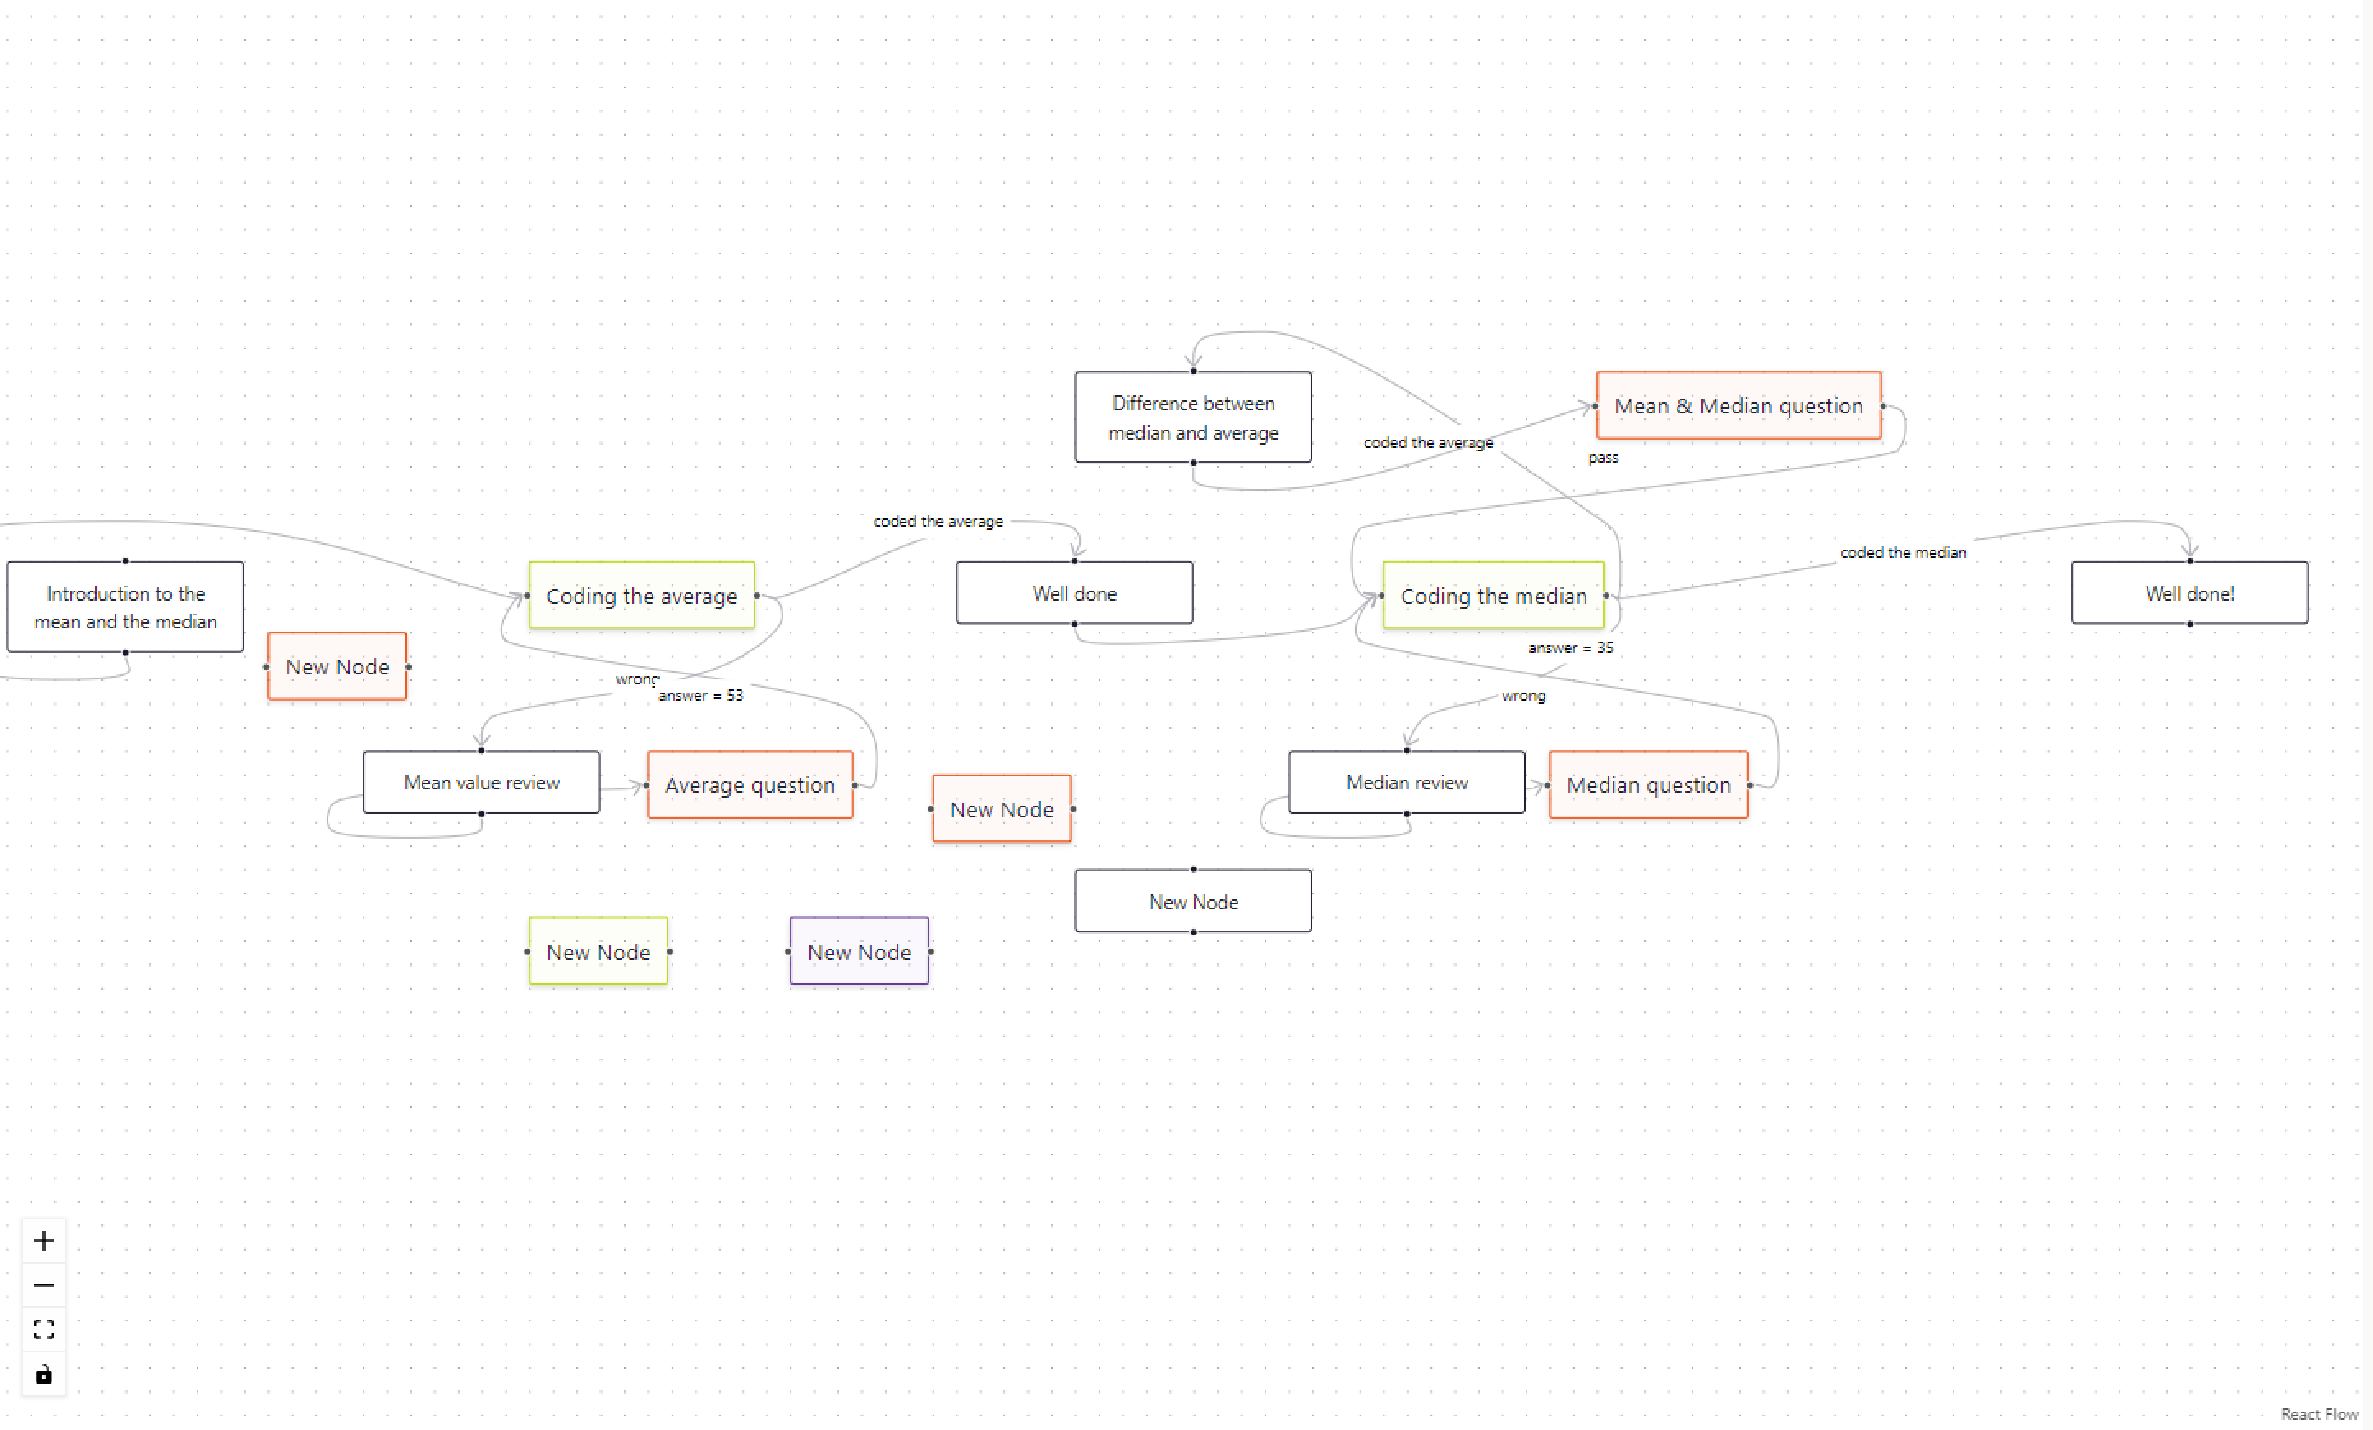 Difference between
median and average
Mean & Median question
coded the average
pass
coded the average
coded the median
Introduction to the
mean and the median
Coding the average
Well done
Coding the median
Well done!
New Node
answer = 35
wrong
answer = 53
wrong
Mean value review
Average question
New Node
Median review
Median question
New Node
New Node
New Node
React Flow